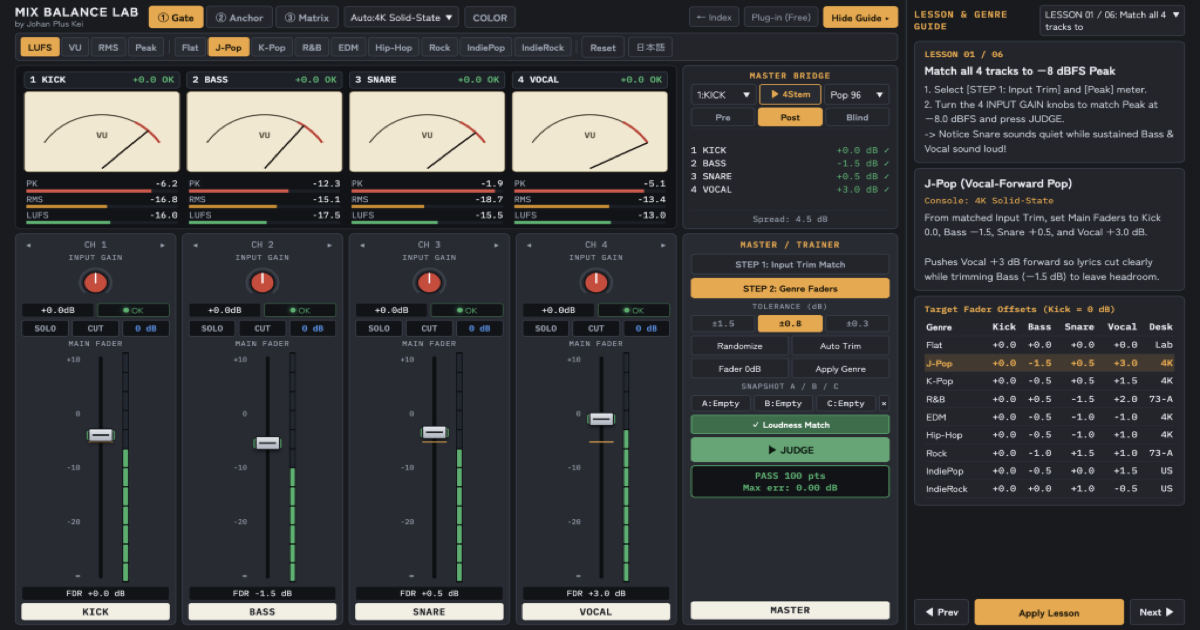 MIX BALANCE LAB
by Johan Plus Kei
① Gate
② Anchor
③ Matrix
Auto:4K Solid-State ▼
COLOR
← Index
Plug-in (Free)
Hide Guide ▸
LUFS
VU
RMS
Peak
Flat
J-Pop
K-Pop
R&B
EDM
Hip-Hop
Rock
IndiePop
IndieRock
Reset
日本語
1 KICK +0.0 OK
VU
PK -6.2
RMS -16.8
LUFS -16.0
2 BASS +0.0 OK
VU
PK -12.3
RMS -15.1
LUFS -17.5
3 SNARE +0.0 OK
VU
PK -1.9
RMS -18.7
LUFS -15.5
4 VOCAL +0.0 OK
VU
PK -5.1
RMS -13.4
LUFS -13.0
MASTER BRIDGE
1:KICK ▼
▶ 4Stem
Pop 96 ▼
Pre
Post
Blind
1 KICK +0.0 dB ✓
2 BASS -1.5 dB ✓
3 SNARE +0.5 dB ✓
4 VOCAL +3.0 dB ✓
Spread: 4.5 dB
◄ CH 1 ►
INPUT GAIN
+0.0dB
OK
SOLO
CUT
0 dB
MAIN FADER
+10
0
-10
-20
-∞
FDR +0.0 dB
KICK
◄ CH 2 ►
INPUT GAIN
+0.0dB
OK
SOLO
CUT
0 dB
MAIN FADER
+10
0
-10
-20
-∞
FDR -1.5 dB
BASS
◄ CH 3 ►
INPUT GAIN
+0.0dB
OK
SOLO
CUT
0 dB
MAIN FADER
+10
0
-10
-20
-∞
FDR +0.5 dB
SNARE
◄ CH 4 ►
INPUT GAIN
+0.0dB
OK
SOLO
CUT
0 dB
MAIN FADER
+10
0
-10
-20
-∞
FDR +3.0 dB
VOCAL
MASTER / TRAINER
STEP 1: Input Trim Match
STEP 2: Genre Faders
TOLERANCE (dB)
±1.5
±0.8
±0.3
Randomize
Auto Trim
Fader 0dB
Apply Genre
SNAPSHOT A / B / C
A:Empty
B:Empty
C:Empty
×
✓ Loudness Match
▶ JUDGE
PASS 100 pts
Max err: 0.00 dB
MASTER
LESSON & GENRE
GUIDE
LESSON 01 / 06: Match all 4 ▼
tracks to
LESSON 01 / 06
Match all 4 tracks to −8 dBFS Peak
1. Select [STEP 1: Input Trim] and [Peak] meter.
2. Turn the 4 INPUT GAIN knobs to match Peak at
−8.0 dBFS and press JUDGE.
-> Notice Snare sounds quiet while sustained Bass &
Vocal sound loud!
J-Pop (Vocal-Forward Pop)
Console: 4K Solid-State
From matched Input Trim, set Main Faders to Kick
0.0, Bass −1.5, Snare +0.5, and Vocal +3.0 dB.
Pushes Vocal +3 dB forward so lyrics cut clearly
while trimming Bass (−1.5 dB) to leave headroom.
Target Fader Offsets (Kick = 0 dB)
Genre Kick Bass Snare Vocal Desk
Flat +0.0 +0.0 +0.0 +0.0 Lab
J-Pop +0.0 -1.5 +0.5 +3.0 4K
K-Pop +0.0 -0.5 +0.5 +1.5 4K
R&B +0.0 +0.5 -1.5 +2.0 73-A
EDM +0.0 -0.5 -1.0 -1.0 4K
Hip-Hop +0.0 -0.5 -1.0 +1.0 4K
Rock +0.0 -1.0 +1.5 +1.0 73-A
IndiePop +0.0 -0.5 +0.0 +1.5 US
IndieRock +0.0 +0.0 +1.0 -0.5 US
◀ Prev
Apply Lesson
Next ▶